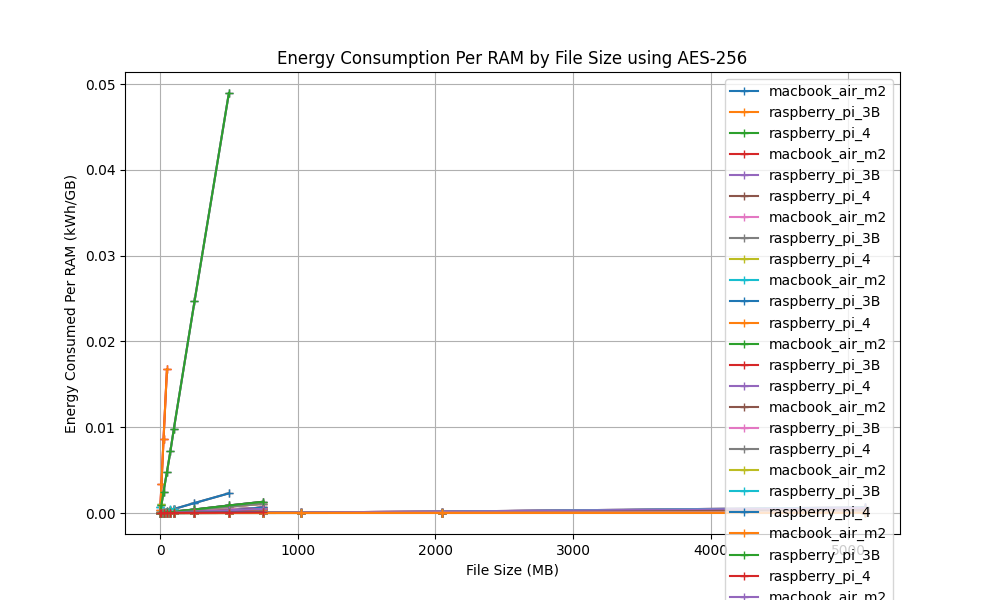 Energy Consumption Per RAM by File Size using AES-256
Energy Consumed Per RAM (kWh/GB)
0.05
0.04
0.03
0.02
0.01
0.00
0
1000
2000
3000
4000
5000
File Size (MB)
macbook_air_m2
raspberry_pi_3B
raspberry_pi_4
macbook_air_m2
raspberry_pi_3B
raspberry_pi_4
macbook_air_m2
raspberry_pi_3B
raspberry_pi_4
macbook_air_m2
raspberry_pi_3B
raspberry_pi_4
macbook_air_m2
raspberry_pi_3B
raspberry_pi_4
macbook_air_m2
raspberry_pi_3B
raspberry_pi_4
macbook_air_m2
raspberry_pi_3B
raspberry_pi_4
macbook_air_m2
raspberry_pi_3B
raspberry_pi_4
macbook_air_m2